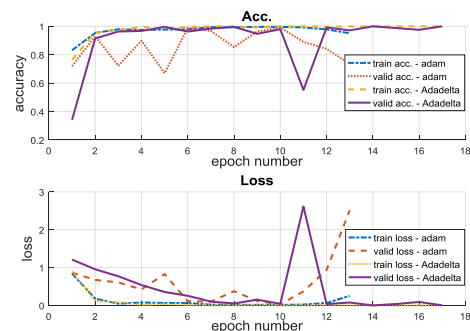 Acc.
1
0.8
0.6
0.4
0.2
accuracy
train acc. - adam
valid acc. - adam
train acc. - Adadelta
valid acc. - Adadelta
0 2 4 6 8 10 12 14 16 18
epoch number
Loss
3
2
1
0
loss
train loss - adam
valid loss - adam
train loss - Adadelta
valid loss - Adadelta
0 2 4 6 8 10 12 14 16 18
epoch number